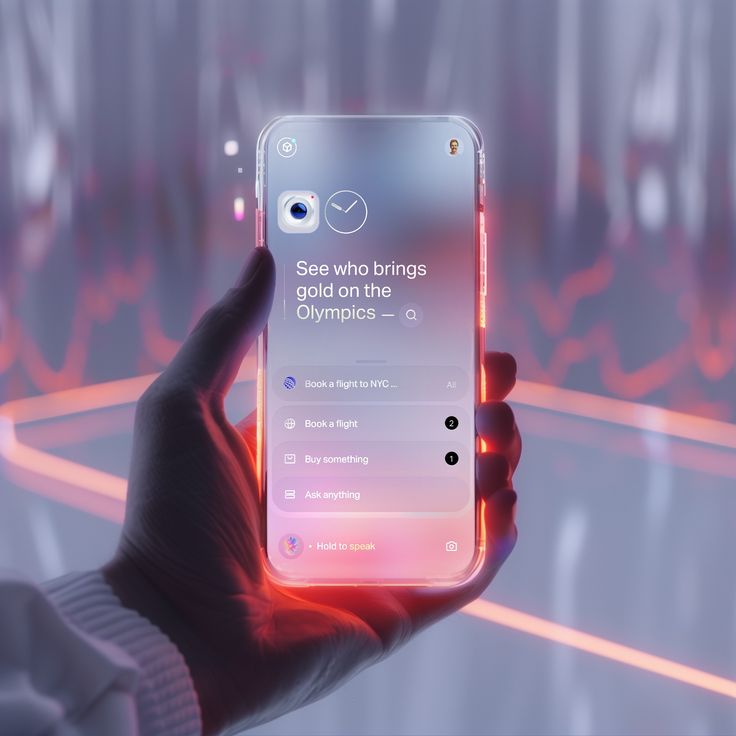 See who brings
gold on the
Olympics —
Book a flight to NYC ... All
Book a flight 2
Buy something 1
Ask anything
• Hold to speak